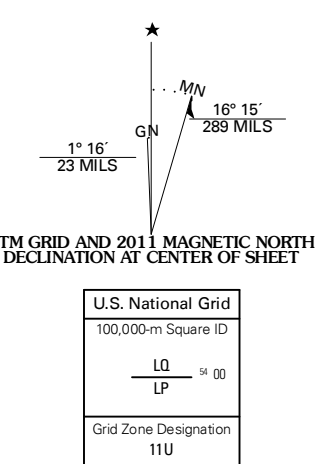 MN
16° 15´
289 MILS
GN
1° 16´
23 MILS
TM GRID AND 2011 MAGNETIC NORTH
DECLINATION AT CENTER OF SHEET
U.S. National Grid
100,000-m Square ID
LQ
54 00
LP
Grid Zone Designation
11U